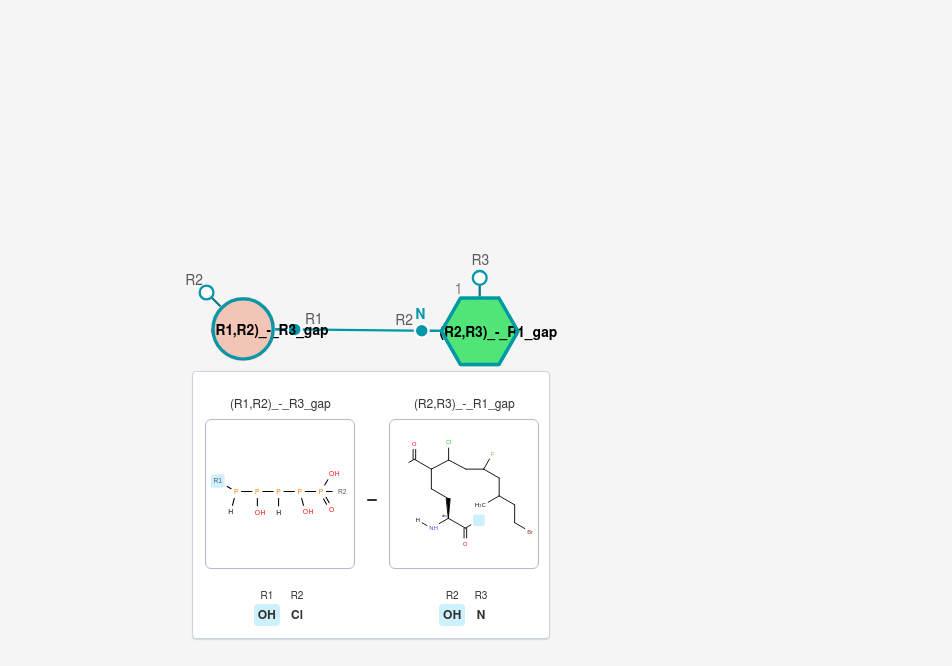 R3
R2
1
N
R1
R2
(R1,R2)_-_R3_gap
(R2,R3)_-_R1_gap
(R1,R2)_-_R3_gap
(R2,R3)_-_R1_gap
R1
P P P P P
OH
R2
O
H
OH
H
OH
O
Cl
F
H₃C
H
NH
O
Br
R1 R2
OH Cl
R2 R3
OH N